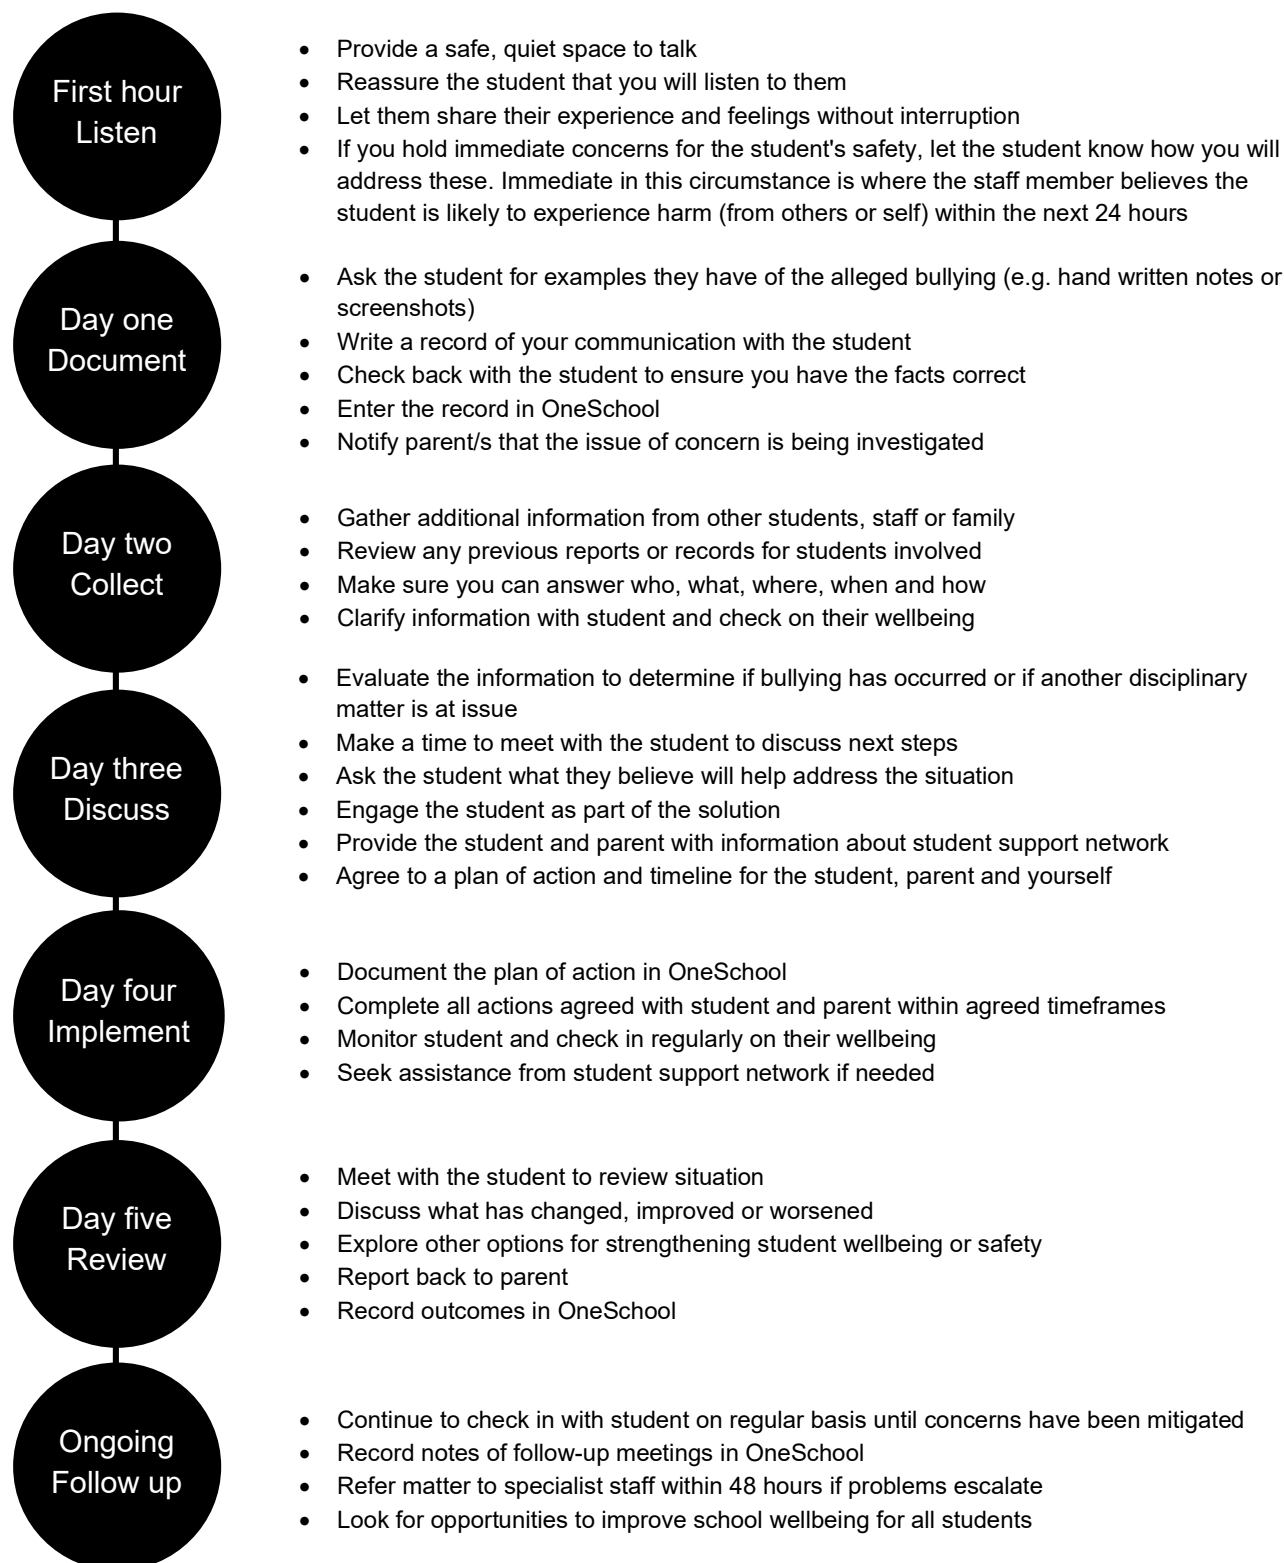 First hour
Listen
• Provide a safe, quiet space to talk
• Reassure the student that you will listen to them
• Let them share their experience and feelings without interruption
• If you hold immediate concerns for the student's safety, let the student know how you will
address these. Immediate in this circumstance is where the staff member believes the
student is likely to experience harm (from others or self) within the next 24 hours
Day one
Document
• Ask the student for examples they have of the alleged bullying (e.g. hand written notes or
screenshots)
• Write a record of your communication with the student
• Check back with the student to ensure you have the facts correct
• Enter the record in OneSchool
• Notify parent/s that the issue of concern is being investigated
Day two
Collect
• Gather additional information from other students, staff or family
• Review any previous reports or records for students involved
• Make sure you can answer who, what, where, when and how
• Clarify information with student and check on their wellbeing
Day three
Discuss
• Evaluate the information to determine if bullying has occurred or if another disciplinary
matter is at issue
• Make a time to meet with the student to discuss next steps
• Ask the student what they believe will help address the situation
• Engage the student as part of the solution
• Provide the student and parent with information about student support network
• Agree to a plan of action and timeline for the student, parent and yourself
Day four
Implement
• Document the plan of action in OneSchool
• Complete all actions agreed with student and parent within agreed timeframes
• Monitor student and check in regularly on their wellbeing
• Seek assistance from student support network if needed
Day five
Review
• Meet with the student to review situation
• Discuss what has changed, improved or worsened
• Explore other options for strengthening student wellbeing or safety
• Report back to parent
• Record outcomes in OneSchool
Ongoing
Follow up
• Continue to check in with student on regular basis until concerns have been mitigated
• Record notes of follow-up meetings in OneSchool
• Refer matter to specialist staff within 48 hours if problems escalate
• Look for opportunities to improve school wellbeing for all students